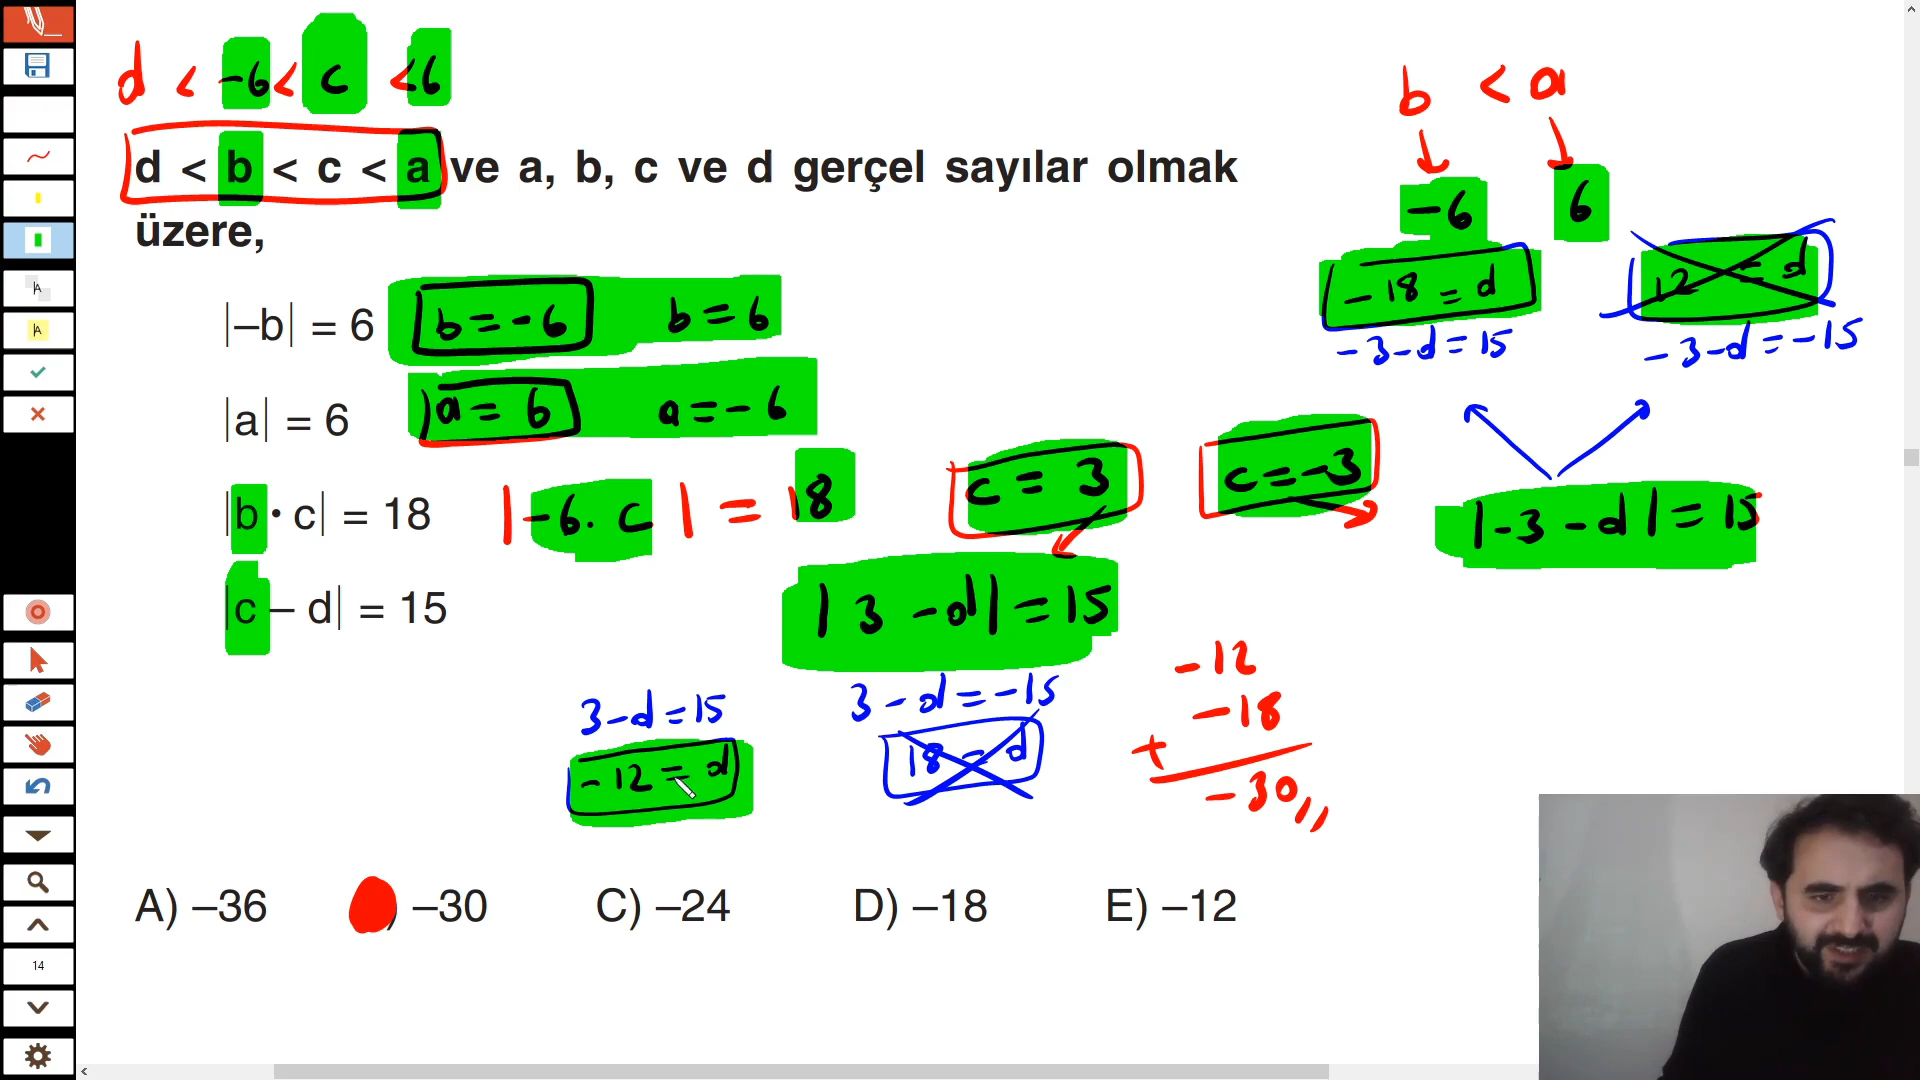 d < -6 < c < 6
b < a
d < b < c < a ve a, b, c ve d gerçel sayılar olmak
üzere,
-6 6
|–b| = 6 b = -6 b = 6
-18 = d 12 = d
-3-d = 15 -3-d = -15
|a| = 6 a = 6 a = -6
|b · c| = 18 |-6 . c| = 18 c = 3 c = -3 |-3 - d| = 15
|c – d| = 15 |3 - d| = 15
3-d = 15 3-d = -15
-12 = d 18 = d
-12
-18
+
-30,,
A) –36 ) –30 C) –24 D) –18 E) –12
A
A
14